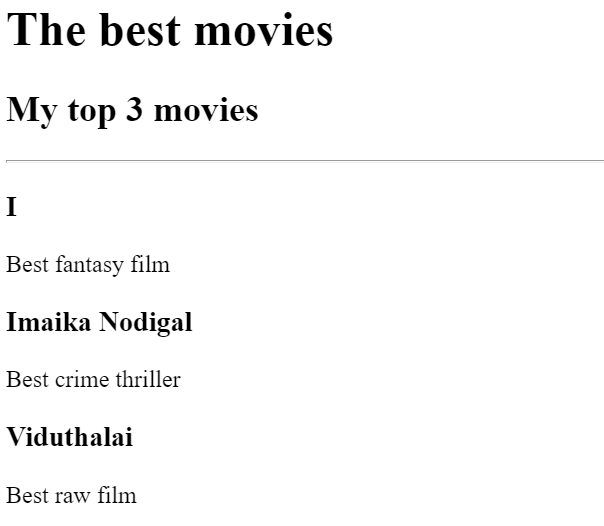 The best movies
My top 3 movies
I
Best fantasy film
Imaika Nodigal
Best crime thriller
Viduthalai
Best raw film